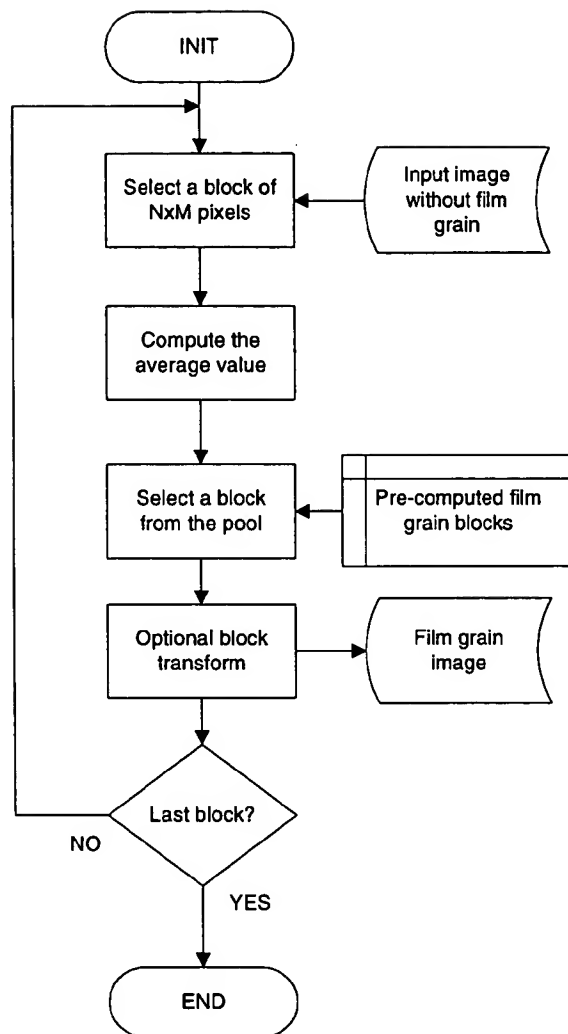 INIT
Select a block of
NxM pixels
Input image
without film
grain
Compute the
average value
Select a block
from the pool
Pre-computed film
grain blocks
Optional block
transform
Film grain
image
Last block?
NO
YES
END